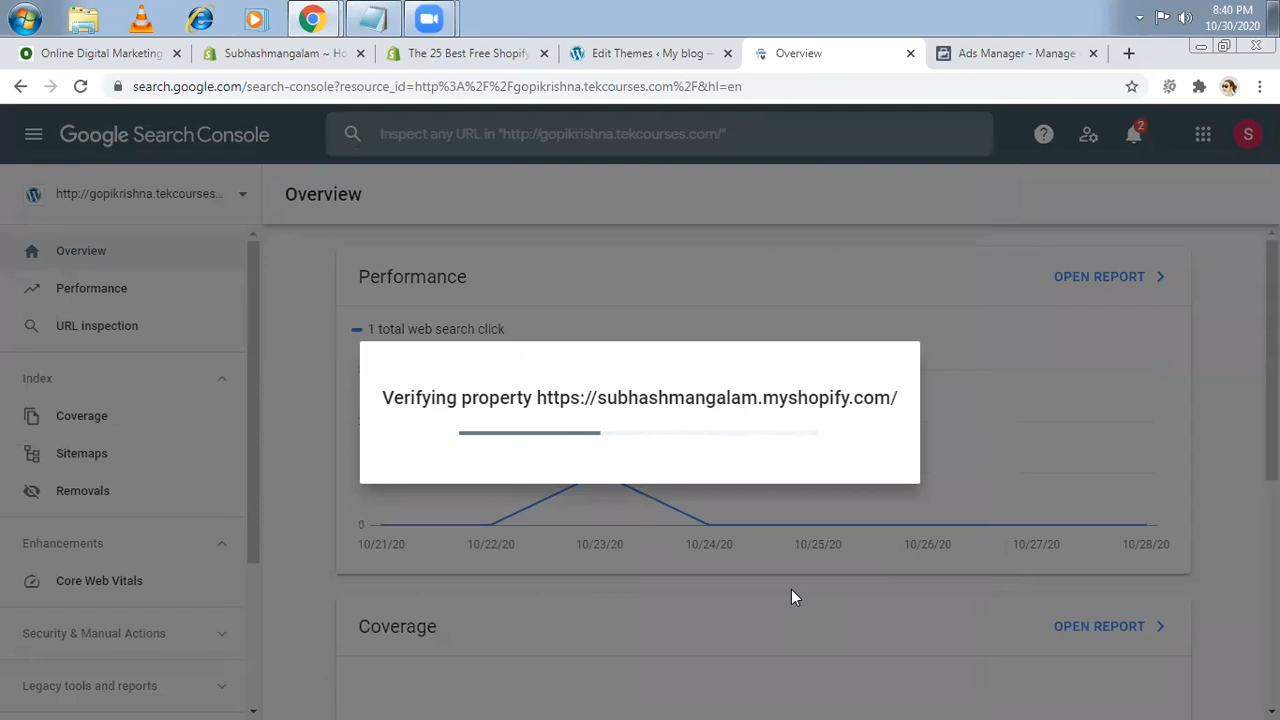 8:40 PM
10/30/2020
Online Digital Marketing
Subhashmangalam ~ Ho
The 25 Best Free Shopify
Edit Themes ‹ My blog —
Overview
Ads Manager - Manage
search.google.com/search-console?resource_id=http%3A%2F%2Fgopikrishna.tekcourses.com%2F&hl=en
Google Search Console
Inspect any URL in "http://gopikrishna.tekcourses.com/"
2
S
http://gopikrishna.tekcourses...
Overview
Overview
Performance
URL inspection
Index
Coverage
Sitemaps
Removals
Enhancements
Core Web Vitals
Security & Manual Actions
Legacy tools and reports
Performance
OPEN REPORT
1 total web search click
Verifying property https://subhashmangalam.myshopify.com/
0
10/21/20 10/22/20 10/23/20 10/24/20 10/25/20 10/26/20 10/27/20 10/28/20
Coverage
OPEN REPORT